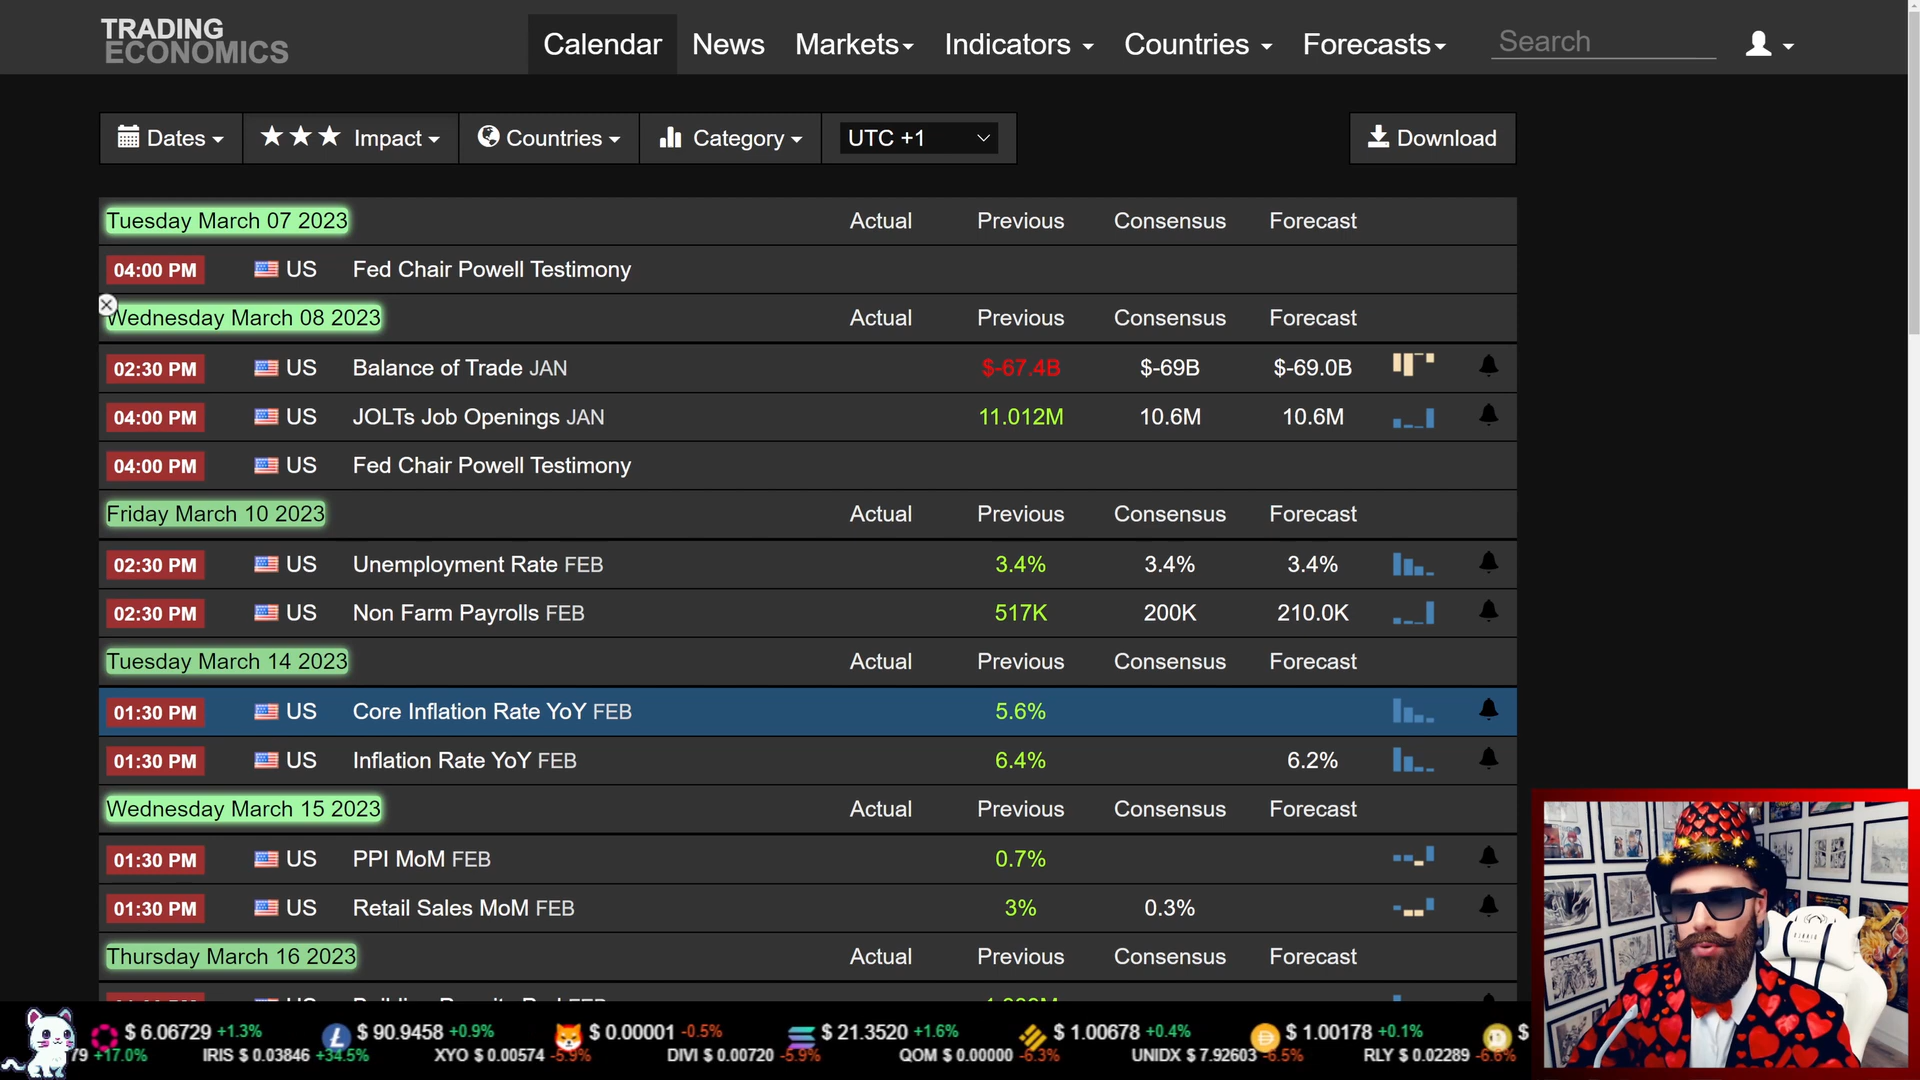 TRADING
ECONOMICS
Calendar News Markets Indicators Countries Forecasts Search
Dates Impact Countries Category UTC +1 Download
Tuesday March 07 2023 Actual Previous Consensus Forecast
04:00 PM US Fed Chair Powell Testimony
Wednesday March 08 2023 Actual Previous Consensus Forecast
02:30 PM US Balance of Trade JAN $-67.4B $-69B $-69.0B
04:00 PM US JOLTs Job Openings JAN 11.012M 10.6M 10.6M
04:00 PM US Fed Chair Powell Testimony
Friday March 10 2023 Actual Previous Consensus Forecast
02:30 PM US Unemployment Rate FEB 3.4% 3.4% 3.4%
02:30 PM US Non Farm Payrolls FEB 517K 200K 210.0K
Tuesday March 14 2023 Actual Previous Consensus Forecast
01:30 PM US Core Inflation Rate YoY FEB 5.6%
01:30 PM US Inflation Rate YoY FEB 6.4% 6.2%
Wednesday March 15 2023 Actual Previous Consensus Forecast
01:30 PM US PPI MoM FEB 0.7%
01:30 PM US Retail Sales MoM FEB 3% 0.3%
Thursday March 16 2023 Actual Previous Consensus Forecast
$ 6.06729 +1.3% $ 90.9458 +0.9% $ 0.00001 -0.5% $ 21.3520 +1.6% $ 1.00678 +0.4% $ 1.00178 +0.1% $
79 +17.0% IRIS $ 0.03846 +34.5% XYO $ 0.00574 -5.9% DIVI $ 0.00720 -5.9% QOM $ 0.00000 -6.3% UNIDX $ 7.92603 -6.5% RLY $ 0.02289 -6.6%